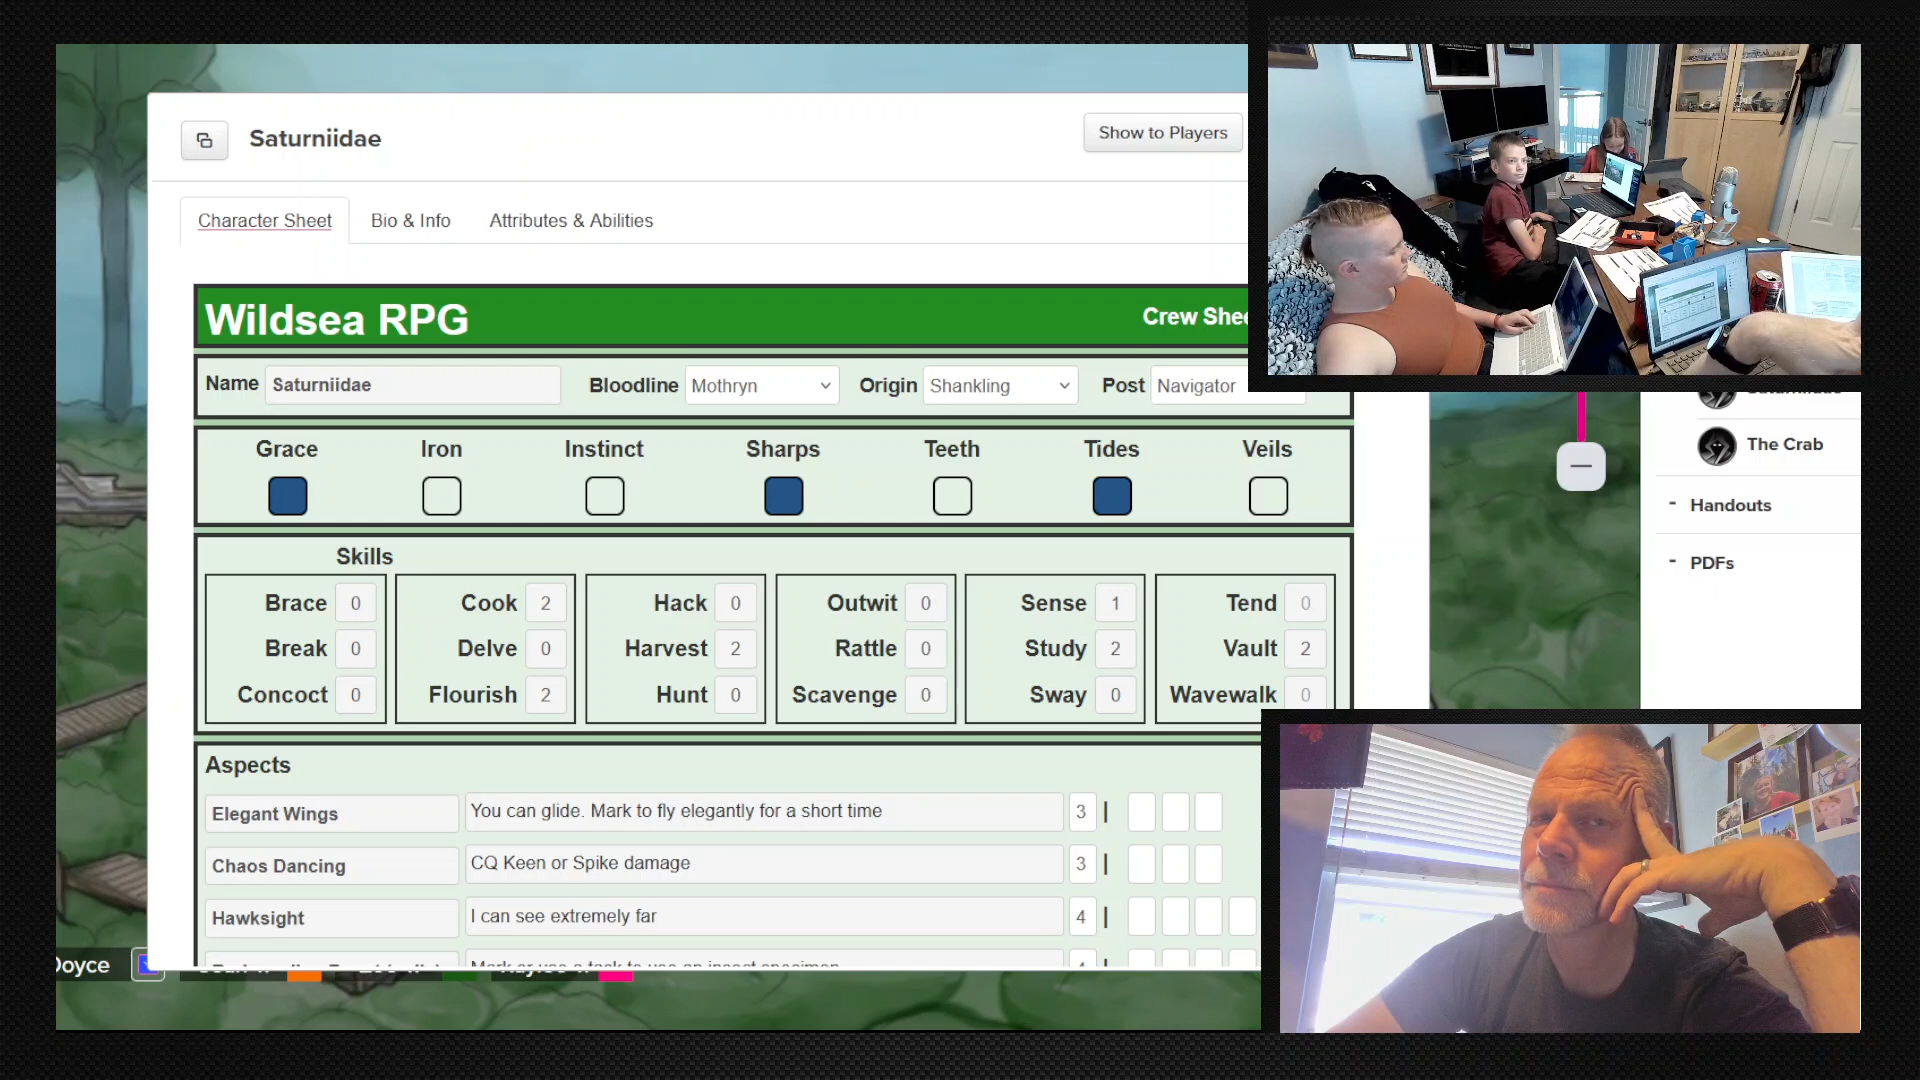 Saturniidae
Show to Players
Character Sheet
Bio & Info
Attributes & Abilities
Wildsea RPG
Name Saturniidae Bloodline Mothryn Origin Shankling Post Navigator
Grace Iron Instinct Sharps Teeth Tides Veils
Skills
Brace 0 Cook 2 Hack 0 Outwit 0 Sense 1 Tend 0
Break 0 Delve 0 Harvest 2 Rattle 0 Study 2 Vault 2
Concoct 0 Flourish 2 Hunt 0 Scavenge 0 Sway 0 Wavewalk 0
Aspects
Elegant Wings You can glide. Mark to fly elegantly for a short time 3 |
Chaos Dancing CQ Keen or Spike damage 3 |
Hawksight I can see extremely far 4 |
The Crab
- Handouts
- PDFs